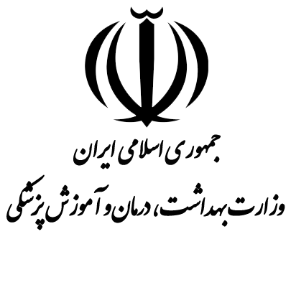 جمهوری اسلامی ایران
وزارت بهداشت، درمان و آموزش پزشکی